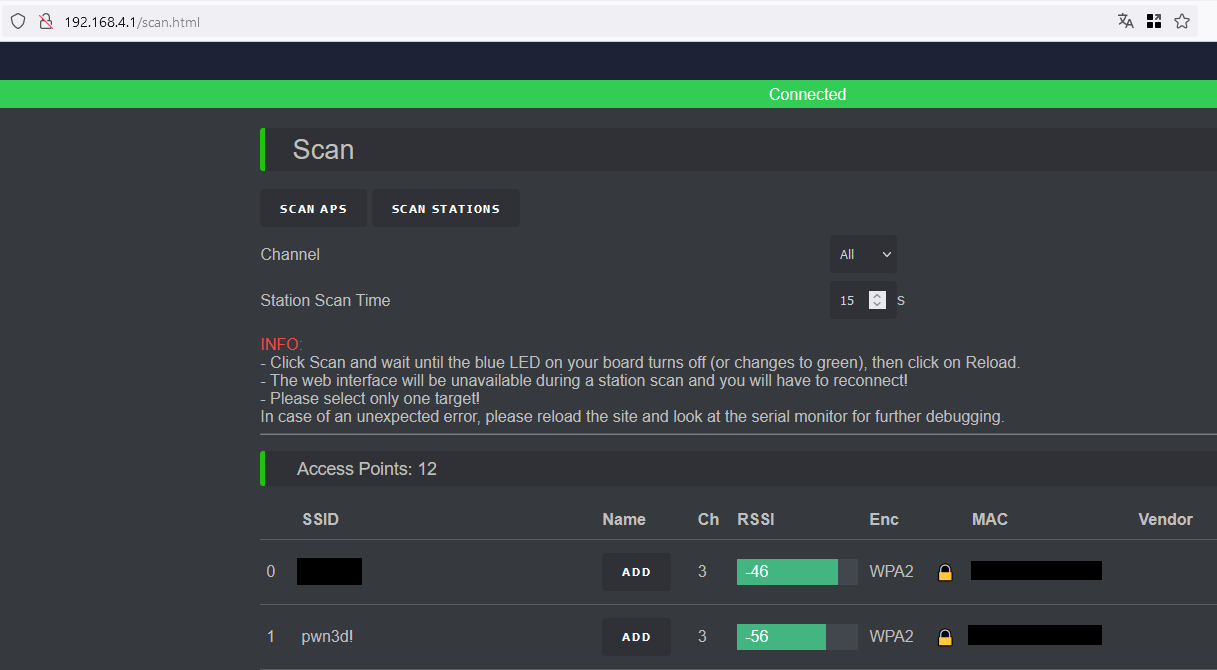 192.168.4.1/scan.html
Connected
Scan
SCAN APS SCAN STATIONS
Channel All
Station Scan Time 15 S
INFO:
- Click Scan and wait until the blue LED on your board turns off (or changes to green), then click on Reload.
- The web interface will be unavailable during a station scan and you will have to reconnect!
- Please select only one target!
In case of an unexpected error, please reload the site and look at the serial monitor for further debugging.
Access Points: 12
SSID Name Ch RSSI Enc MAC Vendor
0 ADD 3 -46 WPA2
1 pwn3d! ADD 3 -56 WPA2